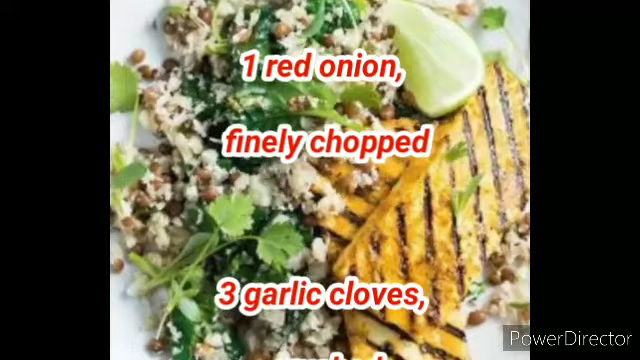 1 red onion,
finely chopped
3 garlic cloves,
PowerDirector